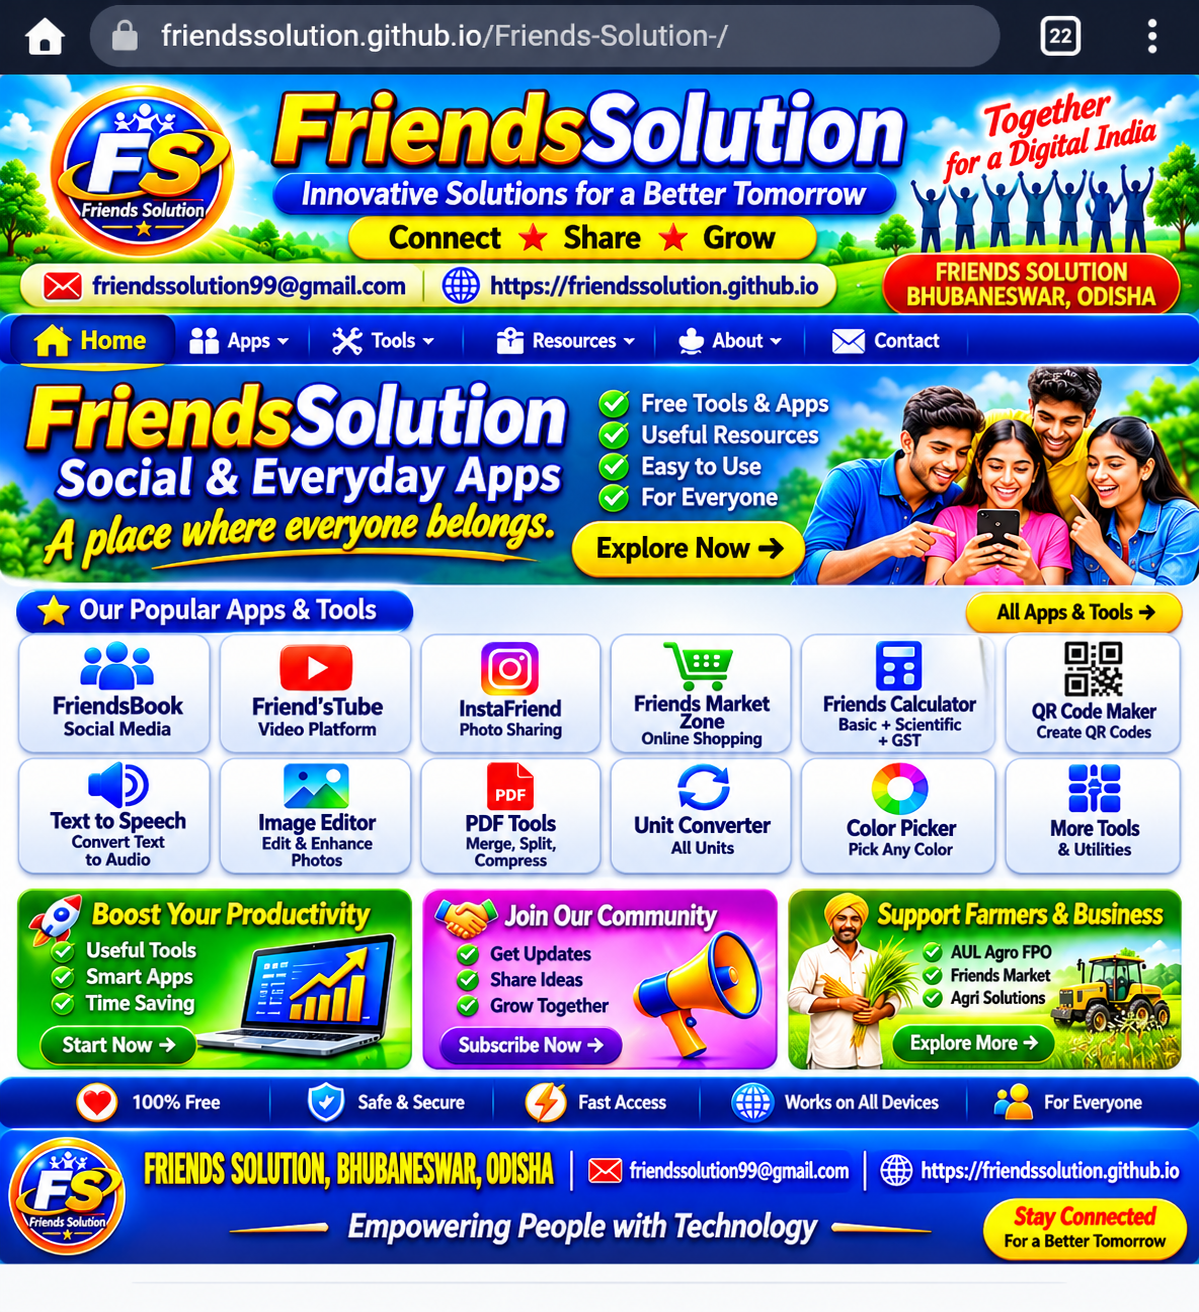 friendssolution.github.io/Friends-Solution-/
22
FS
Friends Solution
FriendsSolution
Innovative Solutions for a Better Tomorrow
Connect ★ Share ★ Grow
Together
for a Digital India
friendssolution99@gmail.com
https://friendssolution.github.io
FRIENDS SOLUTION
BHUBANESWAR, ODISHA
Home
Apps
Tools
Resources
About
Contact
FriendsSolution
Social & Everyday Apps
A place where everyone belongs.
Free Tools & Apps
Useful Resources
Easy to Use
For Everyone
Explore Now →
Our Popular Apps & Tools
All Apps & Tools →
FriendsBook
Social Media
Friend'sTube
Video Platform
InstaFriend
Photo Sharing
Friends Market
Zone
Online Shopping
Friends Calculator
Basic + Scientific
+ GST
QR Code Maker
Create QR Codes
Text to Speech
Convert Text
to Audio
Image Editor
Edit & Enhance
Photos
PDF
PDF Tools
Merge, Split,
Compress
Unit Converter
All Units
Color Picker
Pick Any Color
More Tools
& Utilities
Boost Your Productivity
Useful Tools
Smart Apps
Time Saving
Start Now →
Join Our Community
Get Updates
Share Ideas
Grow Together
Subscribe Now →
Support Farmers & Business
AUL Agro FPO
Friends Market
Agri Solutions
Explore More →
100% Free
Safe & Secure
Fast Access
Works on All Devices
For Everyone
FS
Friends Solution
FRIENDS SOLUTION, BHUBANESWAR, ODISHA
friendssolution99@gmail.com
https://friendssolution.github.io
Empowering People with Technology
Stay Connected
For a Better Tomorrow